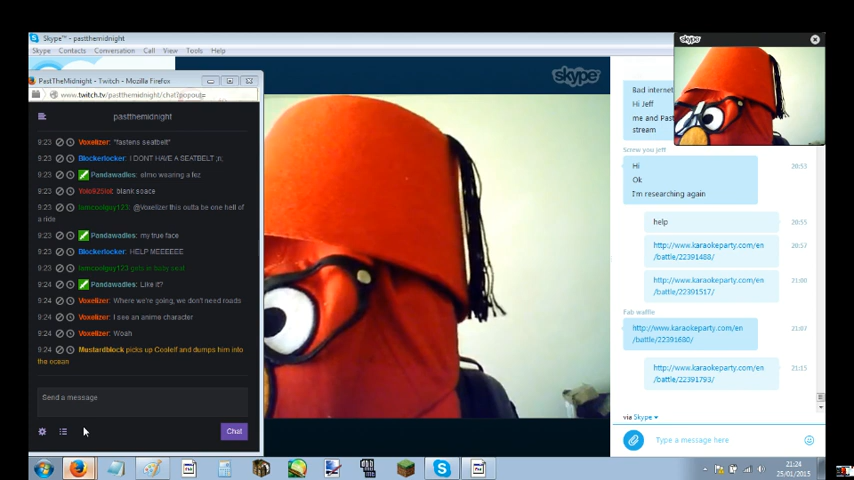 Skype™ - pastthemidnight
Skype Contacts Conversation Call View Tools Help
PastTheMidnight - Twitch - Mozilla Firefox
www.twitch.tv/pastthemidnight/chat?popout=
pastthemidnight
9:23 Voxelizer: *fastens seatbelt*
9:23 Blockerlocker: I DONT HAVE A SEATBELT ;n;
9:23 Pandawadles: elmo wearing a fez
9:23 blank soace
9:23 Iamcoolguy123: @Voxelizer this outta be one hell of
a ride
9:23 Pandawadles: my true face
9:23 Blockerlocker: HELP MEEEEEE
9:23 Iamcoolguy123 gets in baby seat
9:24 Pandawadles: Like it?
9:24 Voxelizer: Where we're going, we don't need roads
9:24 Voxelizer: I see an anime character
9:24 Voxelizer: Woah
9:24 Mustardblock picks up Coolelf and dumps him into
the ocean
Send a message
Chat
skype
skype
Bad internet
Hi Jeff
me and Past
stream
Screw you jeff
Hi 20:53
Ok
I'm researching again
help 20:55
http://www.karaokeparty.com/en 20:57
/battle/22391488/
http://www.karaokeparty.com/en 21:00
/battle/22391517/
Fab waffle
http://www.karaokeparty.com/en 21:07
/battle/22391680/
http://www.karaokeparty.com/en 21:15
/battle/22391793/
via Skype
Type a message here
21:24
25/01/2015